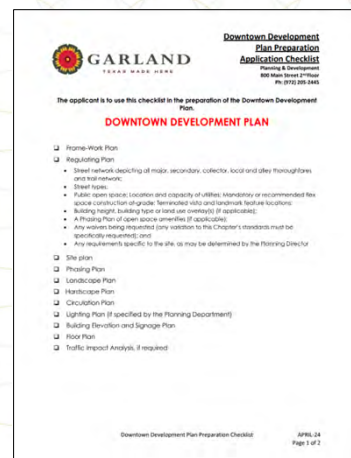 GARLAND
TEXAS MADE HERE
Downtown Development
Plan Preparation
Application Checklist
Planning & Development
800 Main Street 2nd Floor
Ph: (972) 205-2445
The applicant is to use this checklist in the preparation of the Downtown Development
Plan.
DOWNTOWN DEVELOPMENT PLAN
Frame-Work Plan
Regulating Plan
Street network depicting all major, secondary, collector, local and alley thoroughfares
and trail network;
Street types;
Public open space; Location and capacity of utilities; Mandatory or recommended flex
space construction at-grade; Terminated vista and landmark feature locations;
Building height, building type or land use overlay(s) (if applicable);
A Phasing Plan of open space amenities (if applicable);
Any waivers being requested (any variation to this Chapter's standards must be
specifically requested); and
Any requirements specific to the site, as may be determined by the Planning Director
Site plan
Phasing Plan
Landscape Plan
Hardscape Plan
Circulation Plan
Lighting Plan (if specified by the Planning Department)
Building Elevation and Signage Plan
Floor Plan
Traffic Impact Analysis, if required
Downtown Development Plan Preparation Checklist
APRIL-24
Page 1 of 2